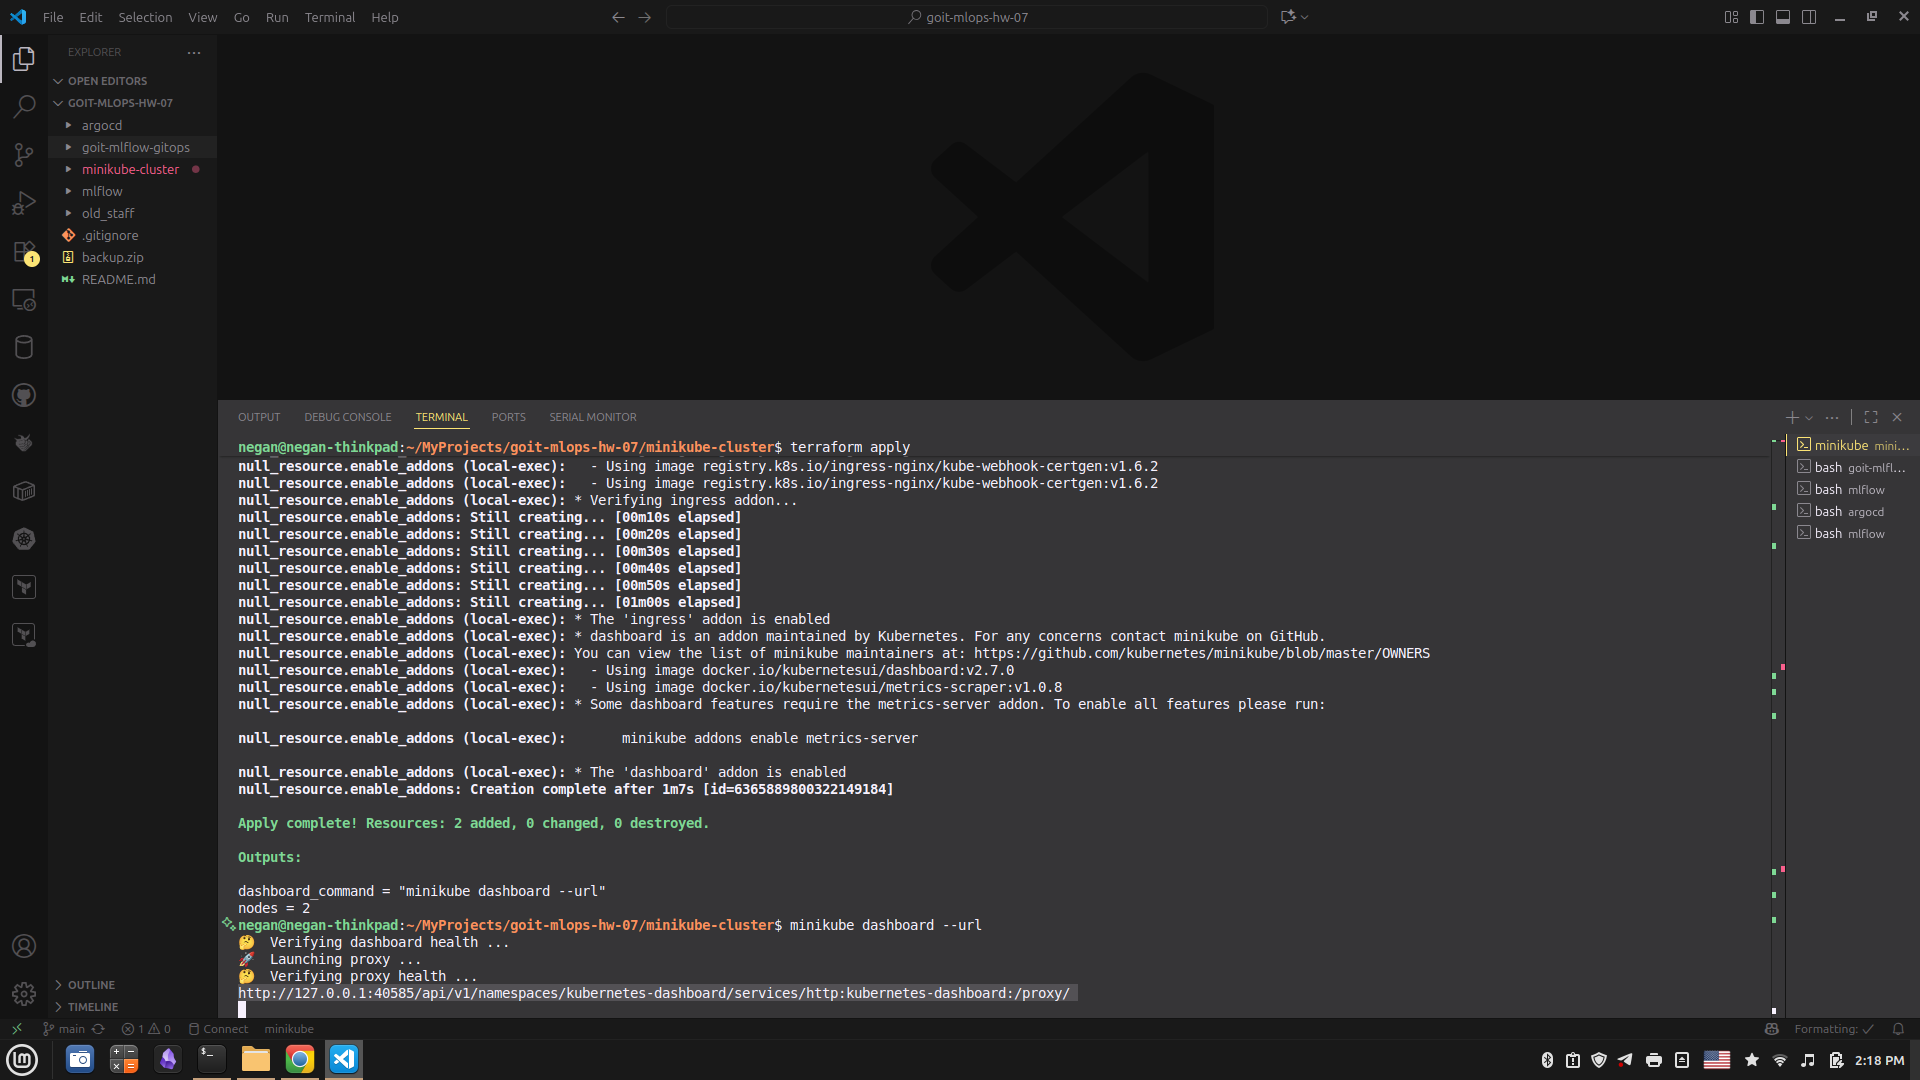 File Edit Selection View Go Run Terminal Help
goit-mlops-hw-07
EXPLORER
OPEN EDITORS
GOIT-MLOPS-HW-07
argocd
goit-mlflow-gitops
minikube-cluster
mlflow
old_staff
.gitignore
backup.zip
README.md
1
OUTPUT DEBUG CONSOLE TERMINAL PORTS SERIAL MONITOR
negan@negan-thinkpad:~/MyProjects/goit-mlops-hw-07/minikube-cluster$ terraform apply
null_resource.enable_addons (local-exec):   - Using image registry.k8s.io/ingress-nginx/kube-webhook-certgen:v1.6.2
null_resource.enable_addons (local-exec):   - Using image registry.k8s.io/ingress-nginx/kube-webhook-certgen:v1.6.2
null_resource.enable_addons (local-exec): * Verifying ingress addon...
null_resource.enable_addons: Still creating... [00m10s elapsed]
null_resource.enable_addons: Still creating... [00m20s elapsed]
null_resource.enable_addons: Still creating... [00m30s elapsed]
null_resource.enable_addons: Still creating... [00m40s elapsed]
null_resource.enable_addons: Still creating... [00m50s elapsed]
null_resource.enable_addons: Still creating... [01m00s elapsed]
null_resource.enable_addons (local-exec): * The 'ingress' addon is enabled
null_resource.enable_addons (local-exec): * dashboard is an addon maintained by Kubernetes. For any concerns contact minikube on GitHub.
null_resource.enable_addons (local-exec): You can view the list of minikube maintainers at: https://github.com/kubernetes/minikube/blob/master/OWNERS
null_resource.enable_addons (local-exec):   - Using image docker.io/kubernetesui/dashboard:v2.7.0
null_resource.enable_addons (local-exec):   - Using image docker.io/kubernetesui/metrics-scraper:v1.0.8
null_resource.enable_addons (local-exec): * Some dashboard features require the metrics-server addon. To enable all features please run:
null_resource.enable_addons (local-exec):       minikube addons enable metrics-server
null_resource.enable_addons (local-exec): * The 'dashboard' addon is enabled
null_resource.enable_addons: Creation complete after 1m7s [id=6365889800322149184]
Apply complete! Resources: 2 added, 0 changed, 0 destroyed.
Outputs:
dashboard_command = "minikube dashboard --url"
nodes = 2
negan@negan-thinkpad:~/MyProjects/goit-mlops-hw-07/minikube-cluster$ minikube dashboard --url
🤔  Verifying dashboard health ...
🚀  Launching proxy ...
🤔  Verifying proxy health ...
http://127.0.0.1:40585/api/v1/namespaces/kubernetes-dashboard/services/http:kubernetes-dashboard:/proxy/
minikube mini...
bash goit-mlfl...
bash mlflow
bash argocd
bash mlflow
OUTLINE
TIMELINE
main 1 0 Connect minikube Formatting: ✓
2:18 PM